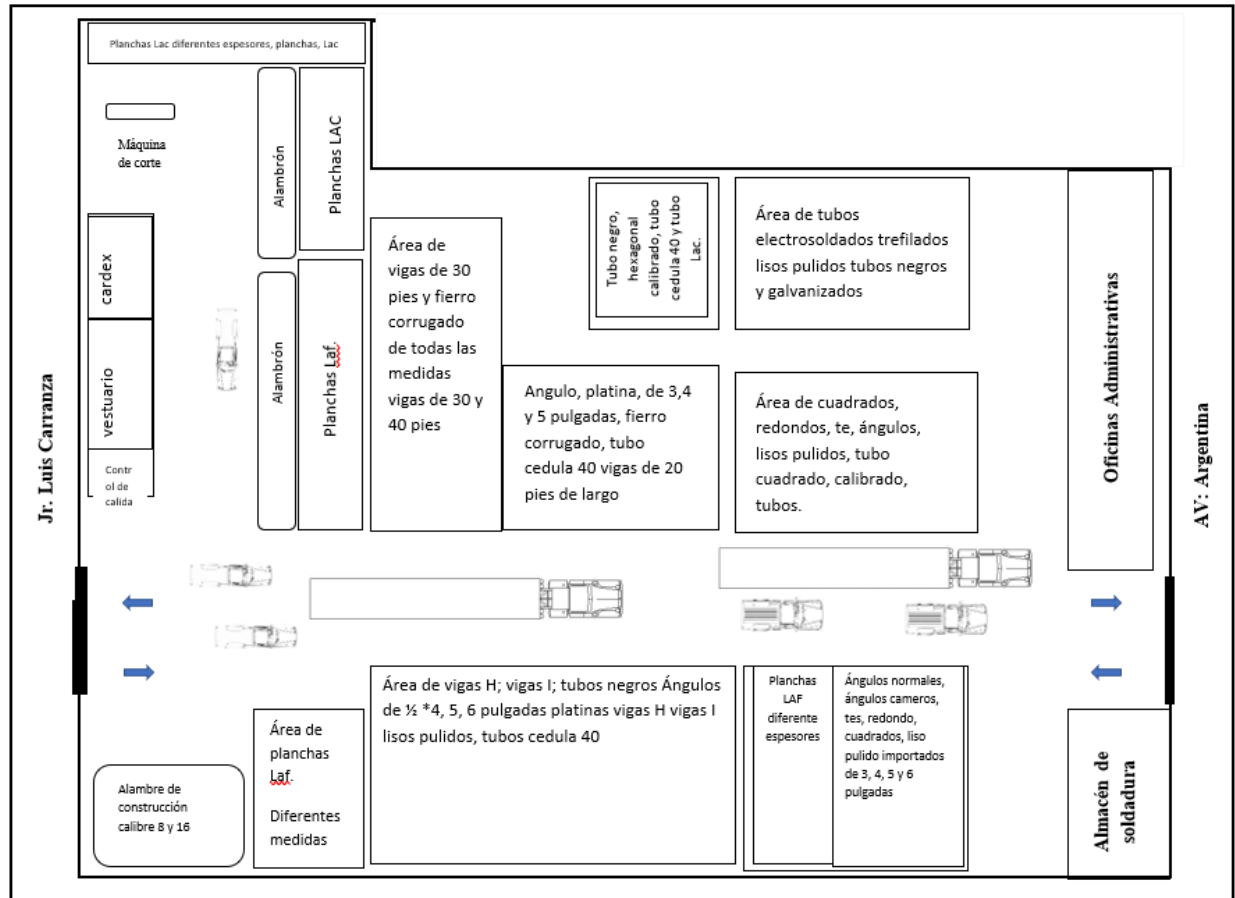 Planchas Lac diferentes espesores, planchas, Lac
Máquina
de corte
Alambrón
Planchas LAC
cardex
vestuario
Contr
ol de
calida
Alambrón
Planchas Laf.
Jr. Luis Carranza
Área de
vigas de 30
pies y fierro
corrugado
de todas las
medidas
vigas de 30 y
40 pies
Tubo negro,
hexagonal
calibrado, tubo
cedula 40 y tubo
Lac.
Área de tubos
electrosoldados trefilados
lisos pulidos tubos negros
y galvanizados
Angulo, platina, de 3,4
y 5 pulgadas, fierro
corrugado, tubo
cedula 40 vigas de 20
pies de largo
Área de cuadrados,
redondos, te, ángulos,
lisos pulidos, tubo
cuadrado, calibrado,
tubos.
Oficinas Administrativas
AV: Argentina
Alambre de
construcción
calibre 8 y 16
Área de
planchas
Laf.
Diferentes
medidas
Área de vigas H; vigas I; tubos negros Ángulos
de ½ *4, 5, 6 pulgadas platinas vigas H vigas I
lisos pulidos, tubos cedula 40
Planchas
LAF
diferente
espesores
Ángulos normales,
ángulos cameros,
tes, redondo,
cuadrados, liso
pulido importados
de 3, 4, 5 y 6
pulgadas
Almacén de
soldadura